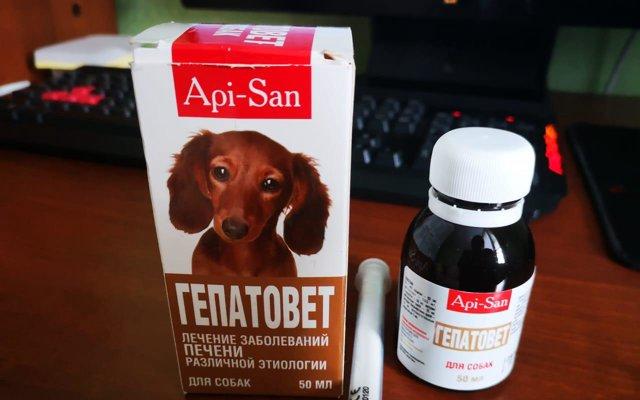 ГЕПАТОВЕТ
Api-San
ГЕПАТОВЕТ
ЛЕЧЕНИЕ ЗАБОЛЕВАНИЙ
ПЕЧЕНИ
РАЗЛИЧНОЙ ЭТИОЛОГИИ
ДЛЯ СОБАК 50 МЛ
Api-San
ГЕПАТОВЕТ
ДЛЯ СОБАК
50 мл